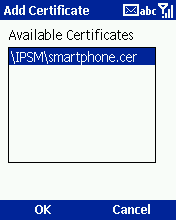 Add Certificate abc
Available Certificates
\IPSM\smartphone.cer
OK Cancel